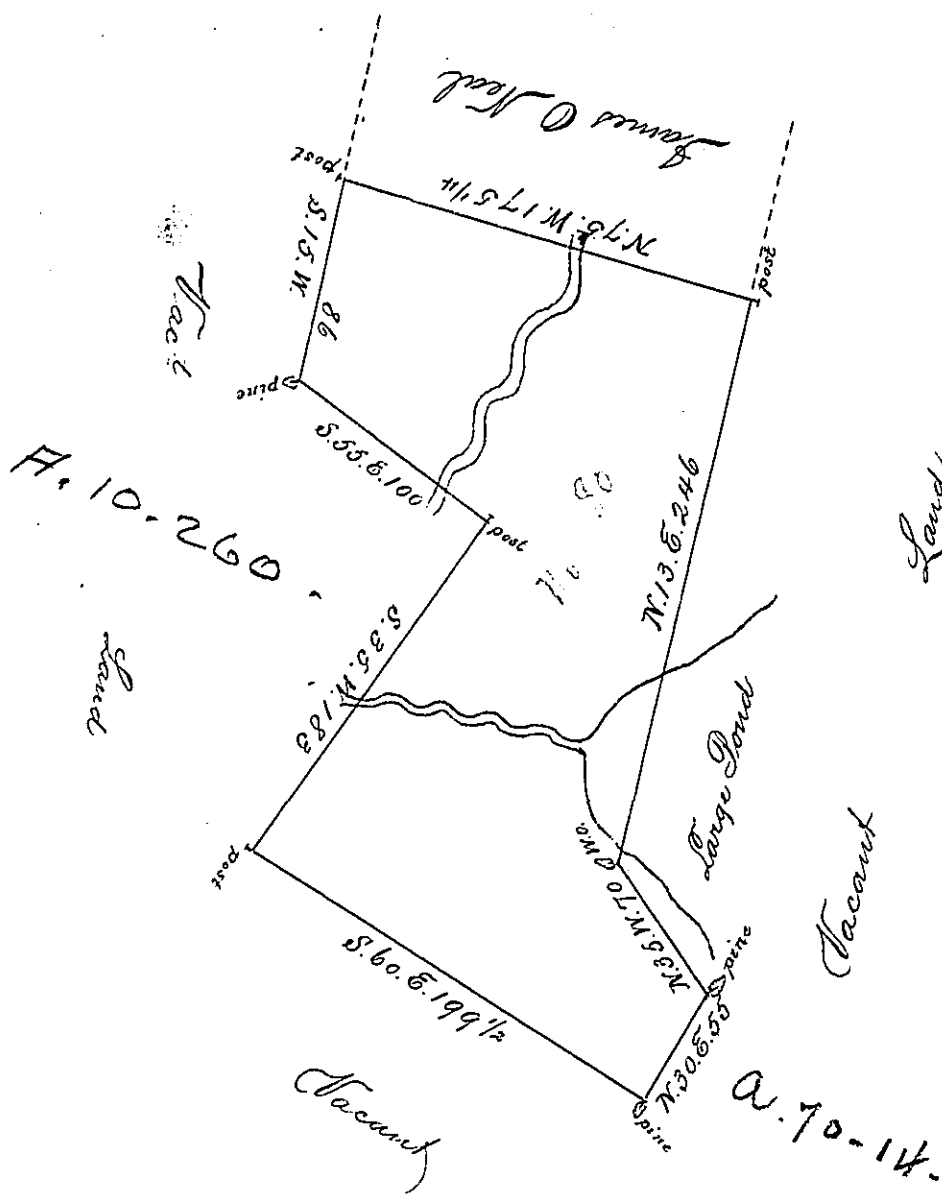 James O Neal
post
N.75.W.175 1/4
post
S.15.W. 86
Vact
pine
S.55.E.100
post
A.10-260.
N.13.E.246
Land
S.35.W.183
Land
Large Pond
post
W.O.
N.35.W.70
pine
Vacant
S.60.E.199 1/2
N.30.E.55
pine
Vacant
a.70-14.